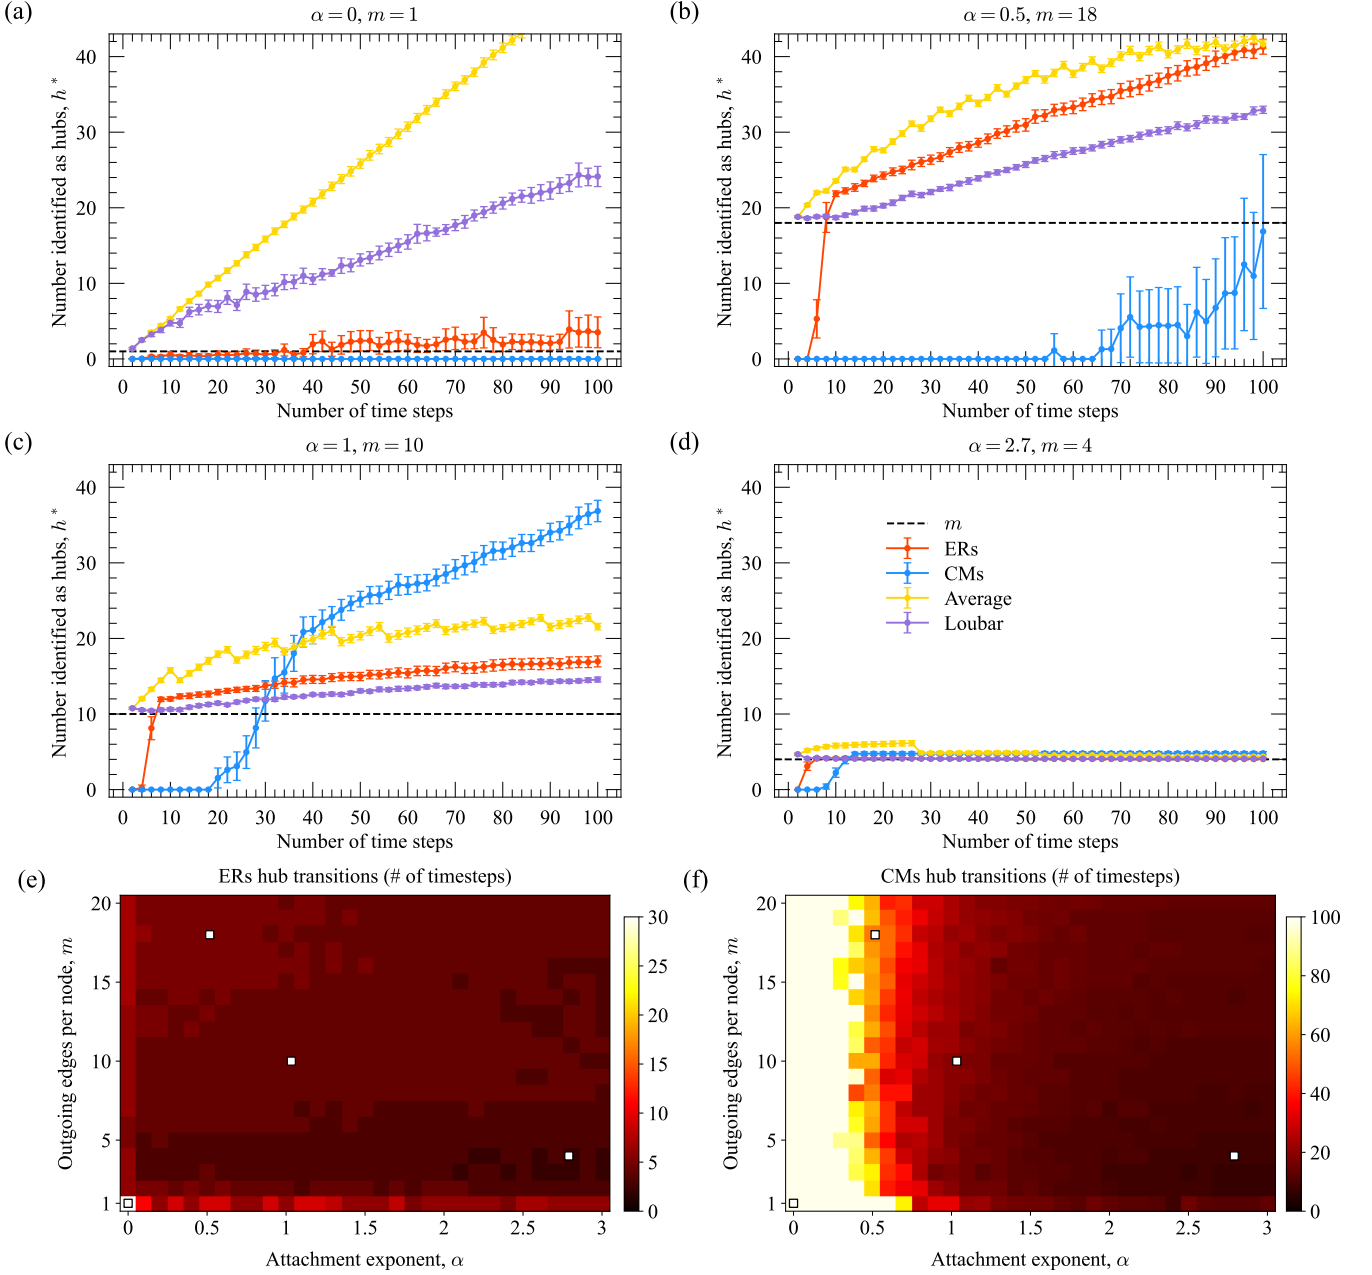 (a)
α = 0, m = 1
Number identified as hubs, h*
40
30
20
10
0
0 10 20 30 40 50 60 70 80 90 100
Number of time steps
(b)
α = 0.5, m = 18
Number identified as hubs, h*
40
30
20
10
0
0 10 20 30 40 50 60 70 80 90 100
Number of time steps
(c)
α = 1, m = 10
Number identified as hubs, h*
40
30
20
10
0
0 10 20 30 40 50 60 70 80 90 100
Number of time steps
(d)
α = 2.7, m = 4
Number identified as hubs, h*
40
30
20
10
0
m
ERs
CMs
Average
Loubar
0 10 20 30 40 50 60 70 80 90 100
Number of time steps
(e)
ERs hub transitions (# of timesteps)
Outgoing edges per node, m
20
15
10
5
1
0 0.5 1 1.5 2 2.5 3
Attachment exponent, α
30
25
20
15
10
5
0
(f)
CMs hub transitions (# of timesteps)
Outgoing edges per node, m
20
15
10
5
1
0 0.5 1 1.5 2 2.5 3
Attachment exponent, α
100
80
60
40
20
0